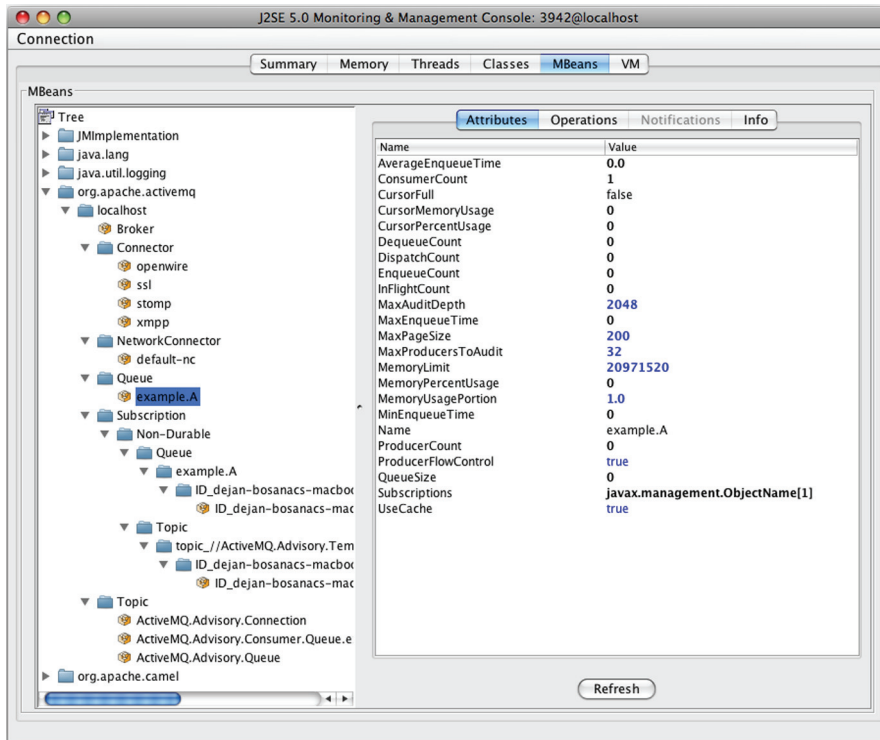 J2SE 5.0 Monitoring & Management Console: 3942@localhost
Connection
Summary Memory Threads Classes MBeans VM
MBeans
Tree
JMImplementation
java.lang
java.util.logging
org.apache.activemq
localhost
Broker
Connector
openwire
ssl
stomp
xmpp
NetworkConnector
default-nc
Queue
example.A
Subscription
Non-Durable
Queue
example.A
ID_dejan-bosanacs-macboo
ID_dejan-bosanacs-mac
Topic
topic_//ActiveMQ.Advisory.Tem
ID_dejan-bosanacs-macboo
ID_dejan-bosanacs-mac
Topic
ActiveMQ.Advisory.Connection
ActiveMQ.Advisory.Consumer.Queue.e
ActiveMQ.Advisory.Queue
org.apache.camel
Attributes Operations Notifications Info
Name Value
AverageEnqueueTime 0.0
ConsumerCount 1
CursorFull false
CursorMemoryUsage 0
CursorPercentUsage 0
DequeueCount 0
DispatchCount 0
EnqueueCount 0
InFlightCount 0
MaxAuditDepth 2048
MaxEnqueueTime 0
MaxPageSize 200
MaxProducersToAudit 32
MemoryLimit 20971520
MemoryPercentUsage 0
MemoryUsagePortion 1.0
MinEnqueueTime 0
Name example.A
ProducerCount 0
ProducerFlowControl true
QueueSize 0
Subscriptions javax.management.ObjectName[1]
UseCache true
Refresh